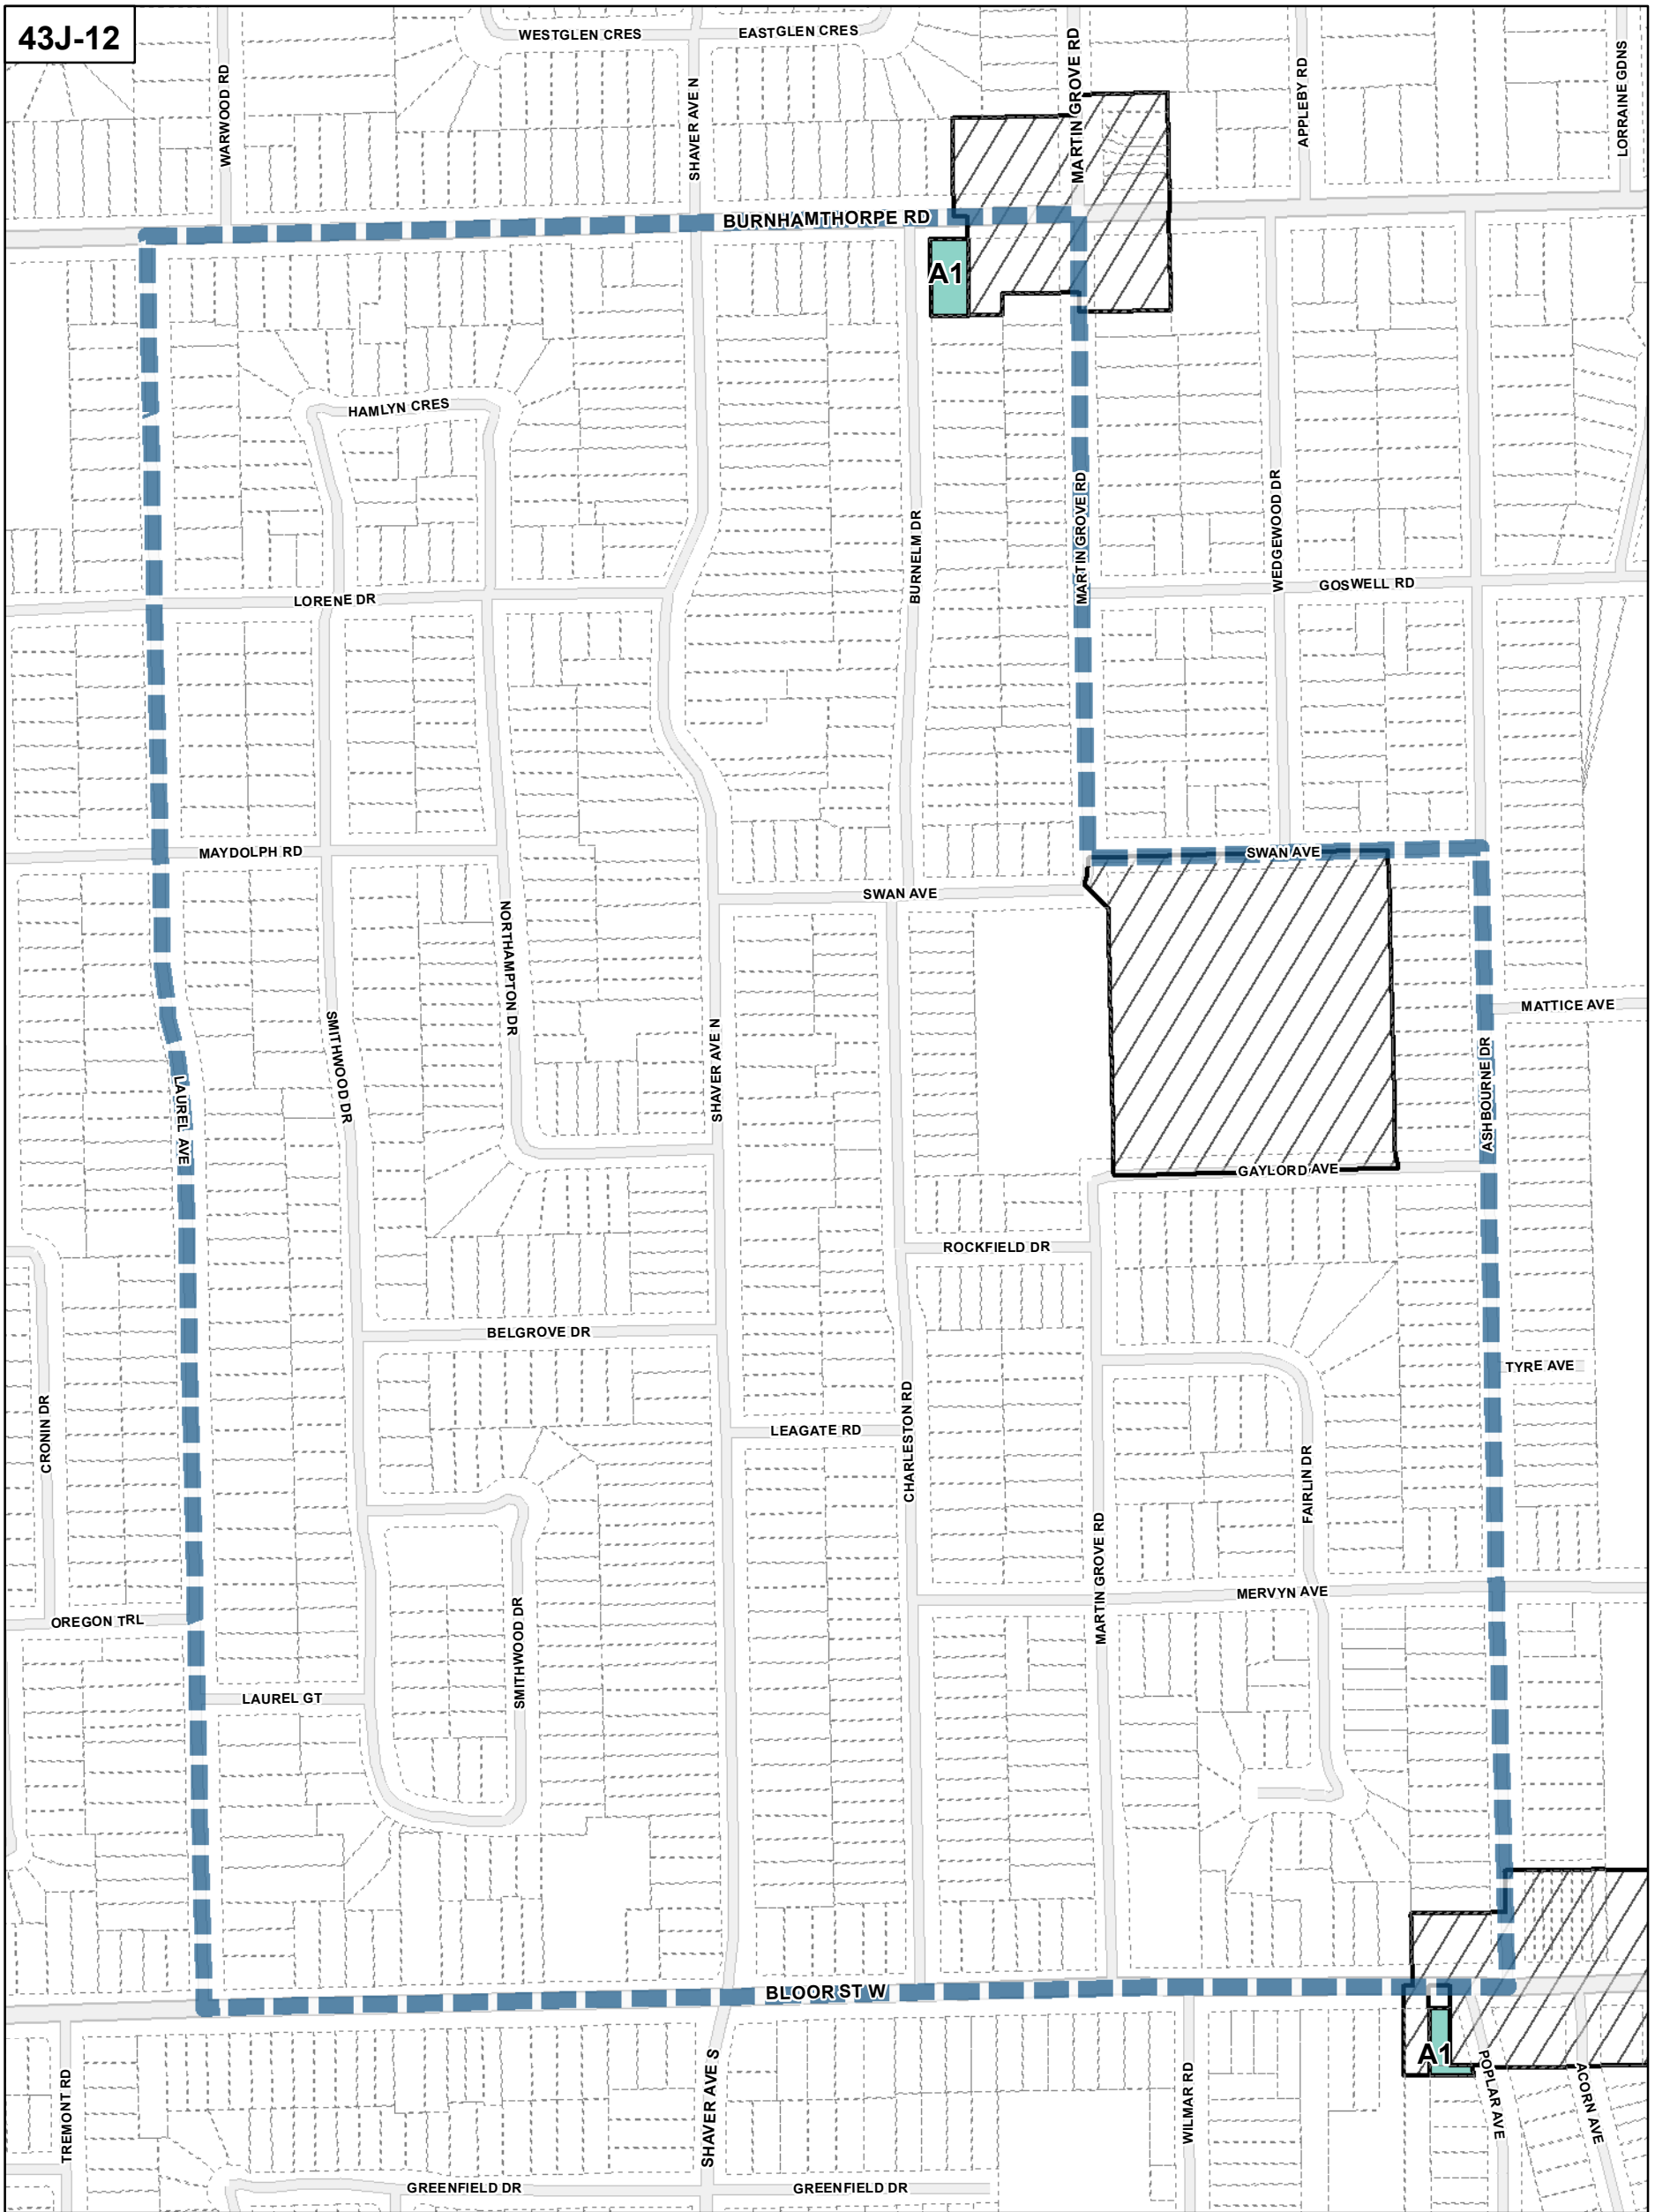 43J-12
WESTGLEN CRES
EASTGLEN CRES
WARWOOD RD
SHAVER AVE N
MARTIN GROVE RD
APPLEBY RD
LORRAINE GDNS
BURNHAMTHORPE RD
A1
HAMLYN CRES
BURNELM DR
MARTIN GROVE RD
WEDGEWOOD DR
GOSWELL RD
LORENE DR
MAYDOLPH RD
SWAN AVE
SWAN AVE
NORTHAMPTON DR
SMITHWOOD DR
SHAVER AVE N
MATTICE AVE
ASHBOURNE DR
LAUREL AVE
GAYLORD AVE
ROCKFIELD DR
BELGROVE DR
TYRE AVE
CRONIN DR
LEAGATE RD
CHARLESTON RD
FAIRLIN DR
MARTIN GROVE RD
MERVYN AVE
OREGON TRL
SMITHWOOD DR
LAUREL GT
BLOOR ST W
A1
TREMONT RD
SHAVER AVE S
WILMAR RD
POPLAR AVE
ACORN AVE
GREENFIELD DR
GREENFIELD DR